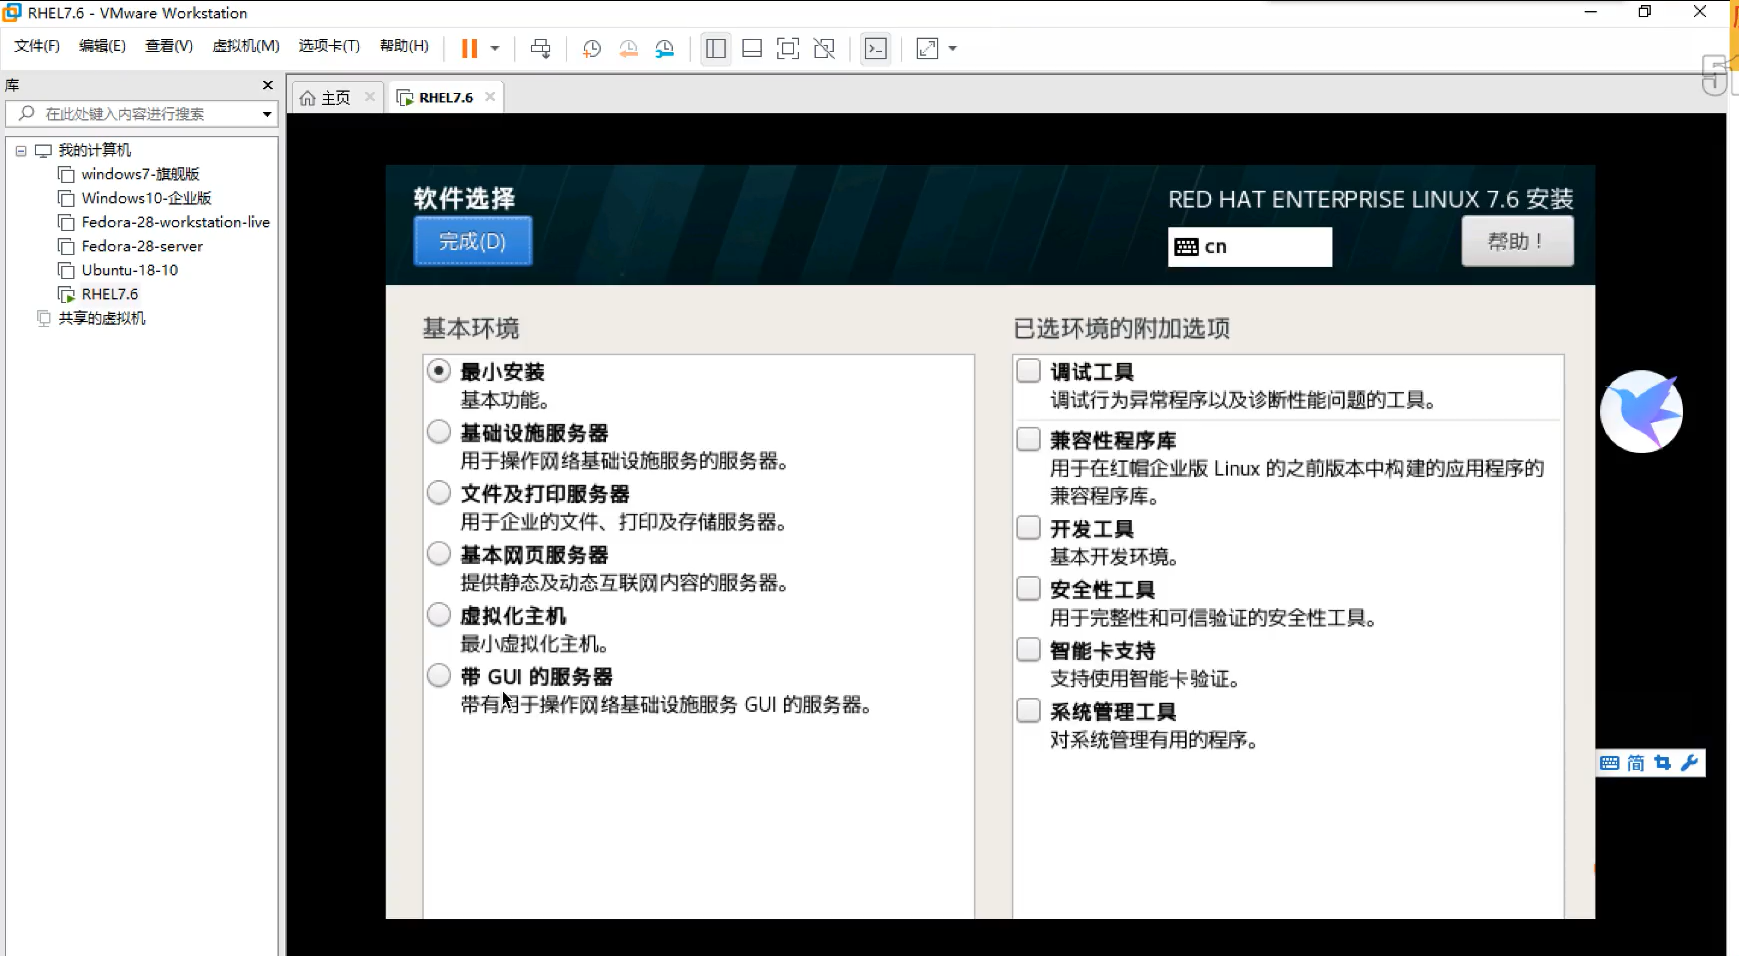 RHEL7.6 - VMware Workstation
文件(F) 编辑(E) 查看(V) 虚拟机(M) 选项卡(T) 帮助(H)
库
在此处键入内容进行搜索
我的计算机
windows7-旗舰版
Windows10-企业版
Fedora-28-workstation-live
Fedora-28-server
Ubuntu-18-10
RHEL7.6
共享的虚拟机
主页
RHEL7.6
软件选择
完成(D)
RED HAT ENTERPRISE LINUX 7.6 安装
cn
帮助！
基本环境
最小安装
基本功能。
基础设施服务器
用于操作网络基础设施服务的服务器。
文件及打印服务器
用于企业的文件、打印及存储服务器。
基本网页服务器
提供静态及动态互联网内容的服务器。
虚拟化主机
最小虚拟化主机。
带 GUI 的服务器
带有用于操作网络基础设施服务 GUI 的服务器。
已选环境的附加选项
调试工具
调试行为异常程序以及诊断性能问题的工具。
兼容性程序库
用于在红帽企业版 Linux 的之前版本中构建的应用程序的
兼容程序库。
开发工具
基本开发环境。
安全性工具
用于完整性和可信验证的安全性工具。
智能卡支持
支持使用智能卡验证。
系统管理工具
对系统管理有用的程序。
简